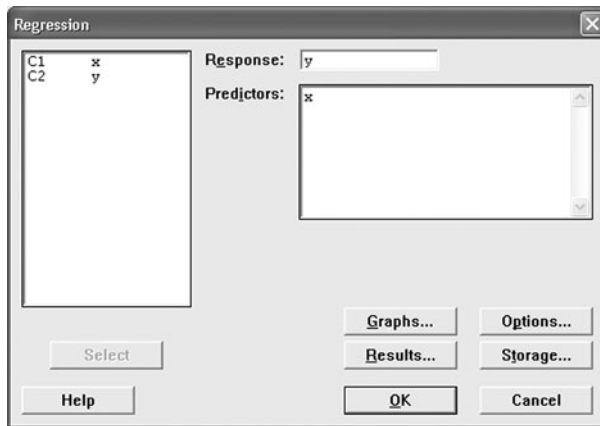 Regression
C1 x
C2 y
Response: y
Predictors: x
Graphs... Options...
Select Results... Storage...
Help OK Cancel